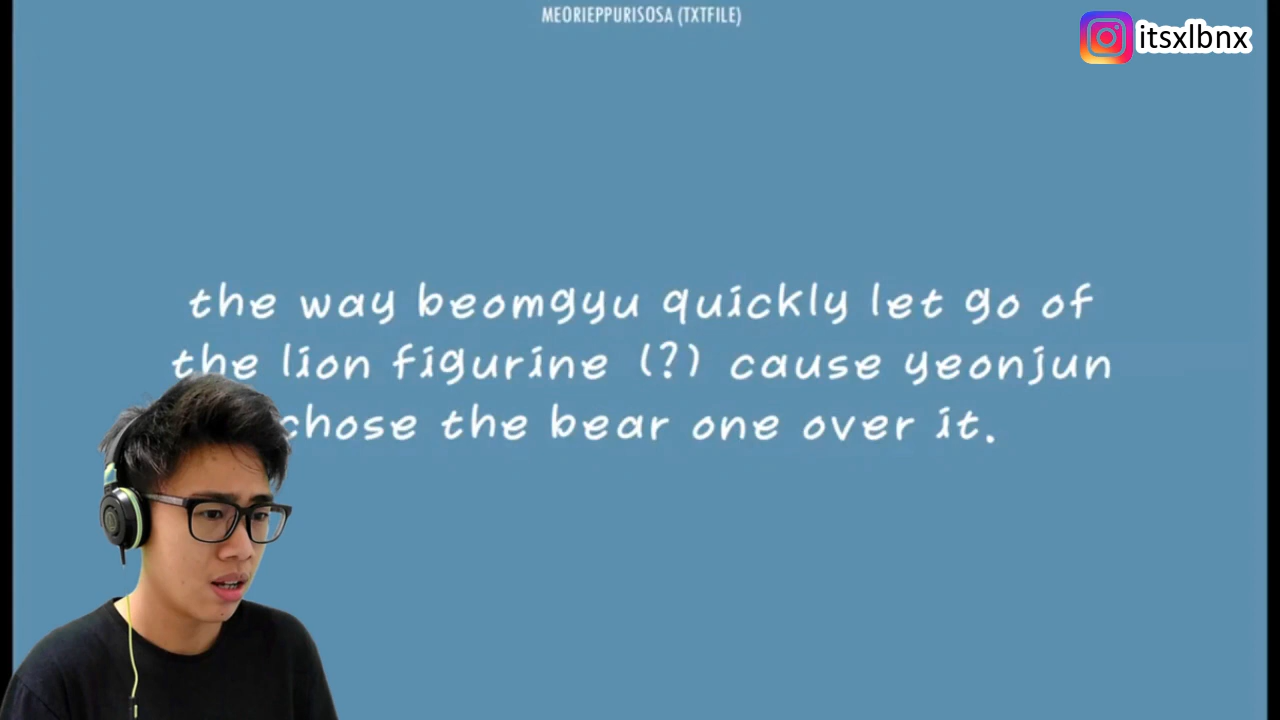 MEORIEPPURISOSA (TXTFILE)
itsxlbnx
the way beomgyu quickly let go of
the lion figurine (?) cause yeonjun
chose the bear one over it.